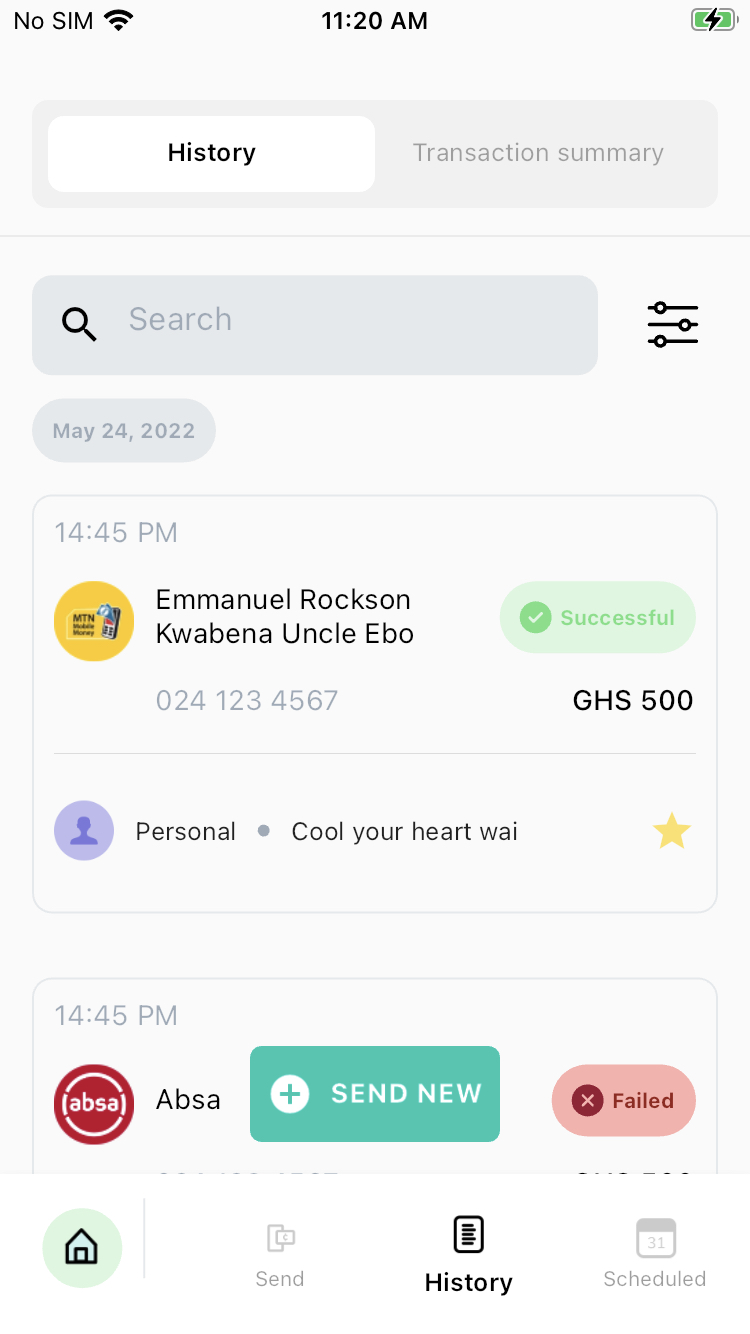 No SIM 11:20 AM
History Transaction summary
Search
May 24, 2022
14:45 PM
MTN
Mobile
Money
Emmanuel Rockson
Kwabena Uncle Ebo
Successful
024 123 4567 GHS 500
Personal • Cool your heart wai
14:45 PM
absa
Absa
SEND NEW
Failed
¢
31
Send
History
Scheduled